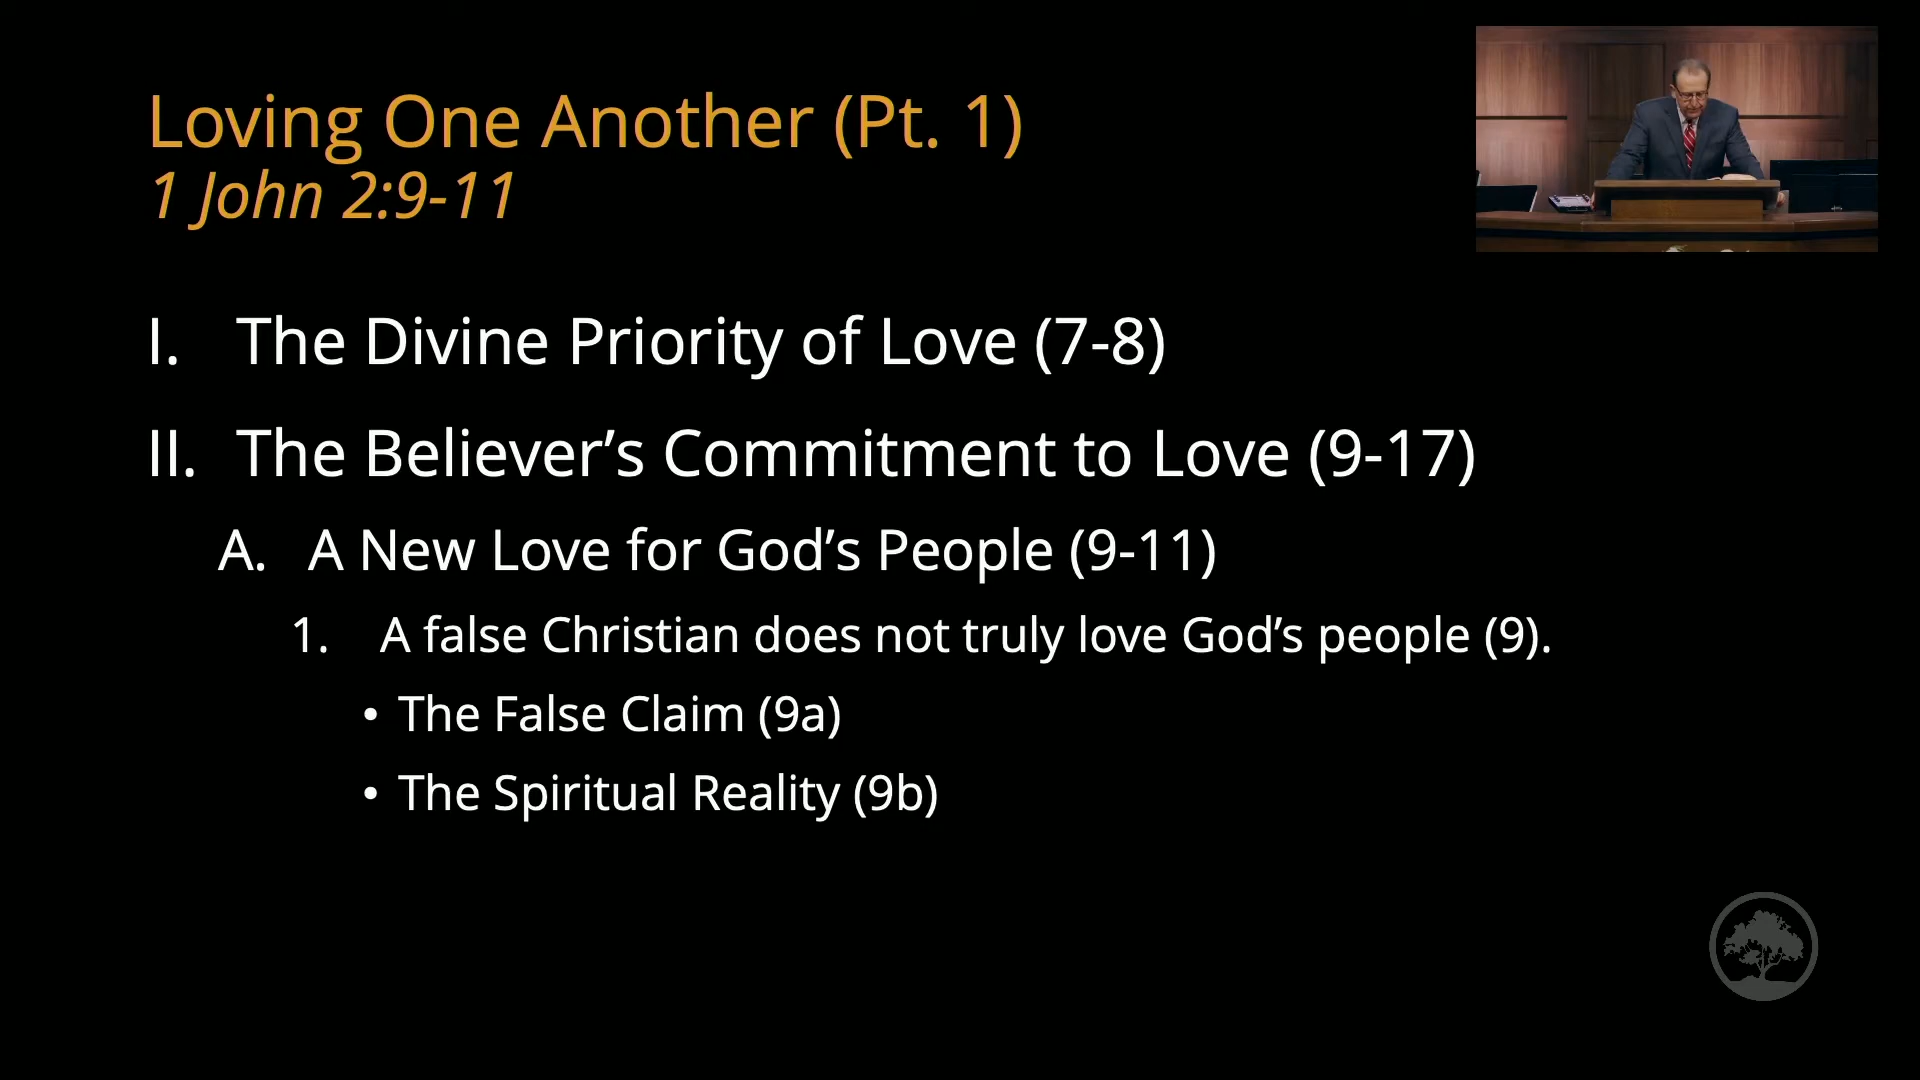 Loving One Another (Pt. 1)
1 John 2:9-11
I. The Divine Priority of Love (7-8)
II. The Believer’s Commitment to Love (9-17)
A. A New Love for God’s People (9-11)
1. A false Christian does not truly love God’s people (9).
• The False Claim (9a)
• The Spiritual Reality (9b)